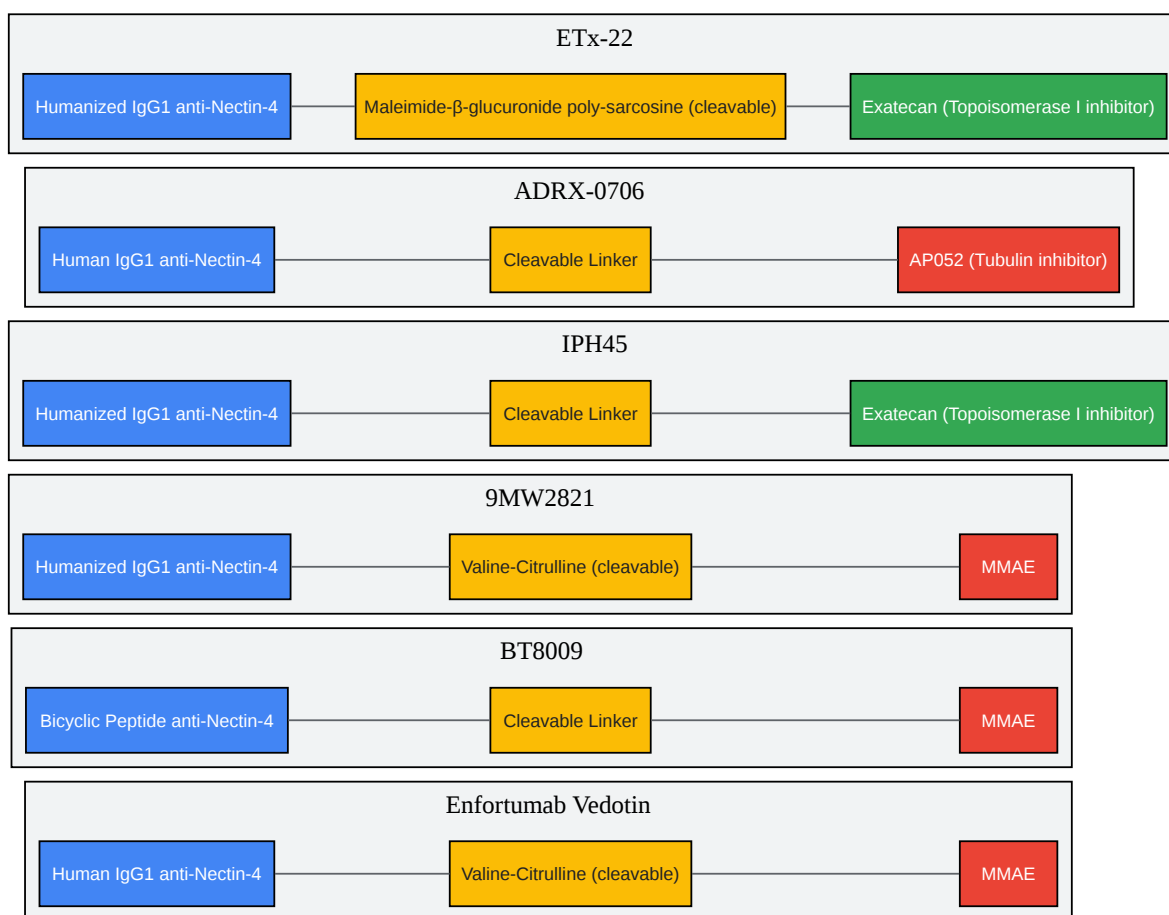 ETx-22
Humanized IgG1 anti-Nectin-4
Maleimide-β-glucuronide poly-sarcosine (cleavable)
Exatecan (Topoisomerase I inhibitor)
ADRX-0706
Human IgG1 anti-Nectin-4
Cleavable Linker
AP052 (Tubulin inhibitor)
IPH45
Humanized IgG1 anti-Nectin-4
Cleavable Linker
Exatecan (Topoisomerase I inhibitor)
9MW2821
Humanized IgG1 anti-Nectin-4
Valine-Citrulline (cleavable)
MMAE
BT8009
Bicyclic Peptide anti-Nectin-4
Cleavable Linker
MMAE
Enfortumab Vedotin
Human IgG1 anti-Nectin-4
Valine-Citrulline (cleavable)
MMAE